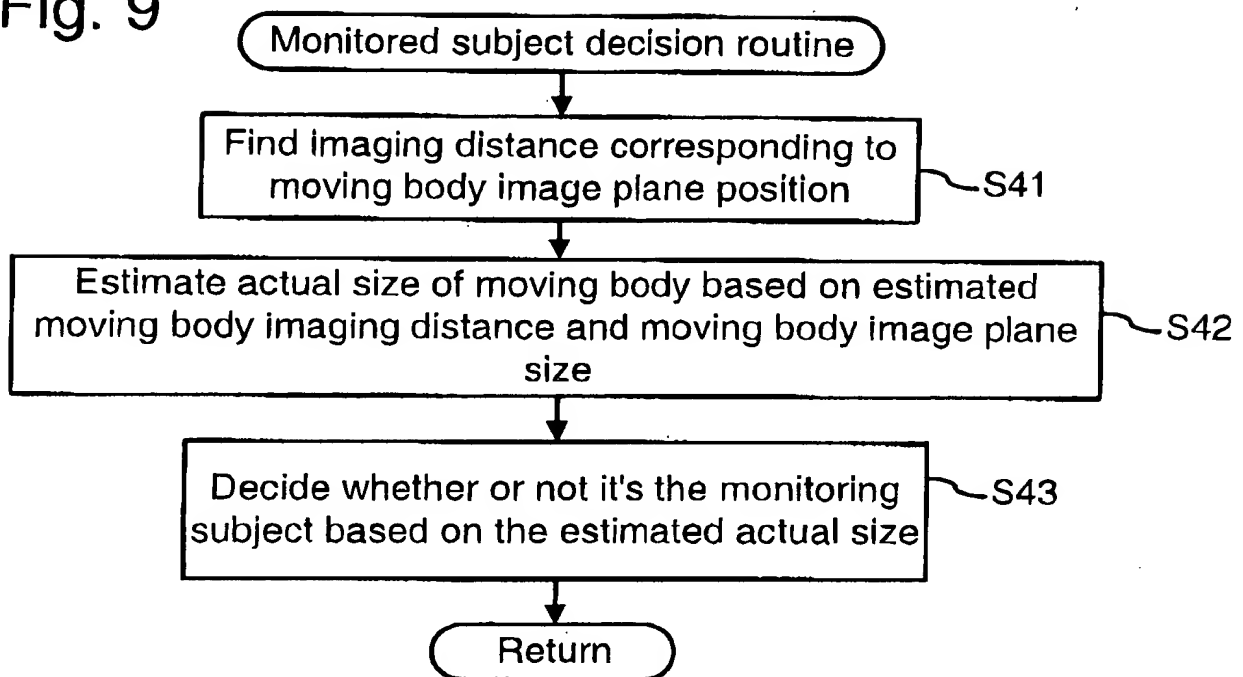 Fig. 9
Monitored subject decision routine
Find imaging distance corresponding to
moving body image plane position
S41
Estimate actual size of moving body based on estimated
moving body imaging distance and moving body image plane
size
S42
Decide whether or not it's the monitoring
subject based on the estimated actual size
S43
Return